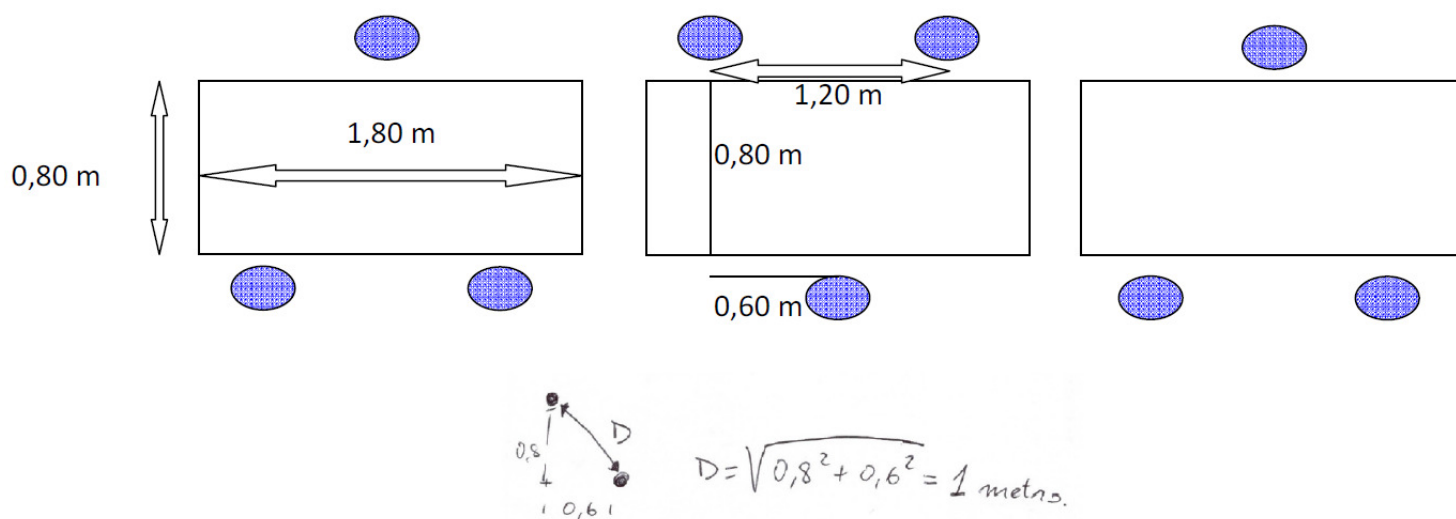 1,20 m
1,80 m
0,80 m
0,80 m
0,60 m
D
0,8
0,6
D = √0,8² + 0,6² = 1 metro.